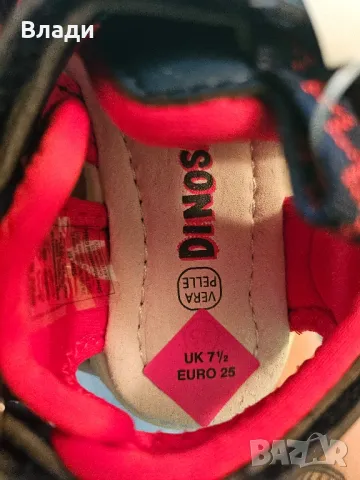 Влади
DINOS
VERA
PELLE
UK 7½
EURO 25
BAZAR